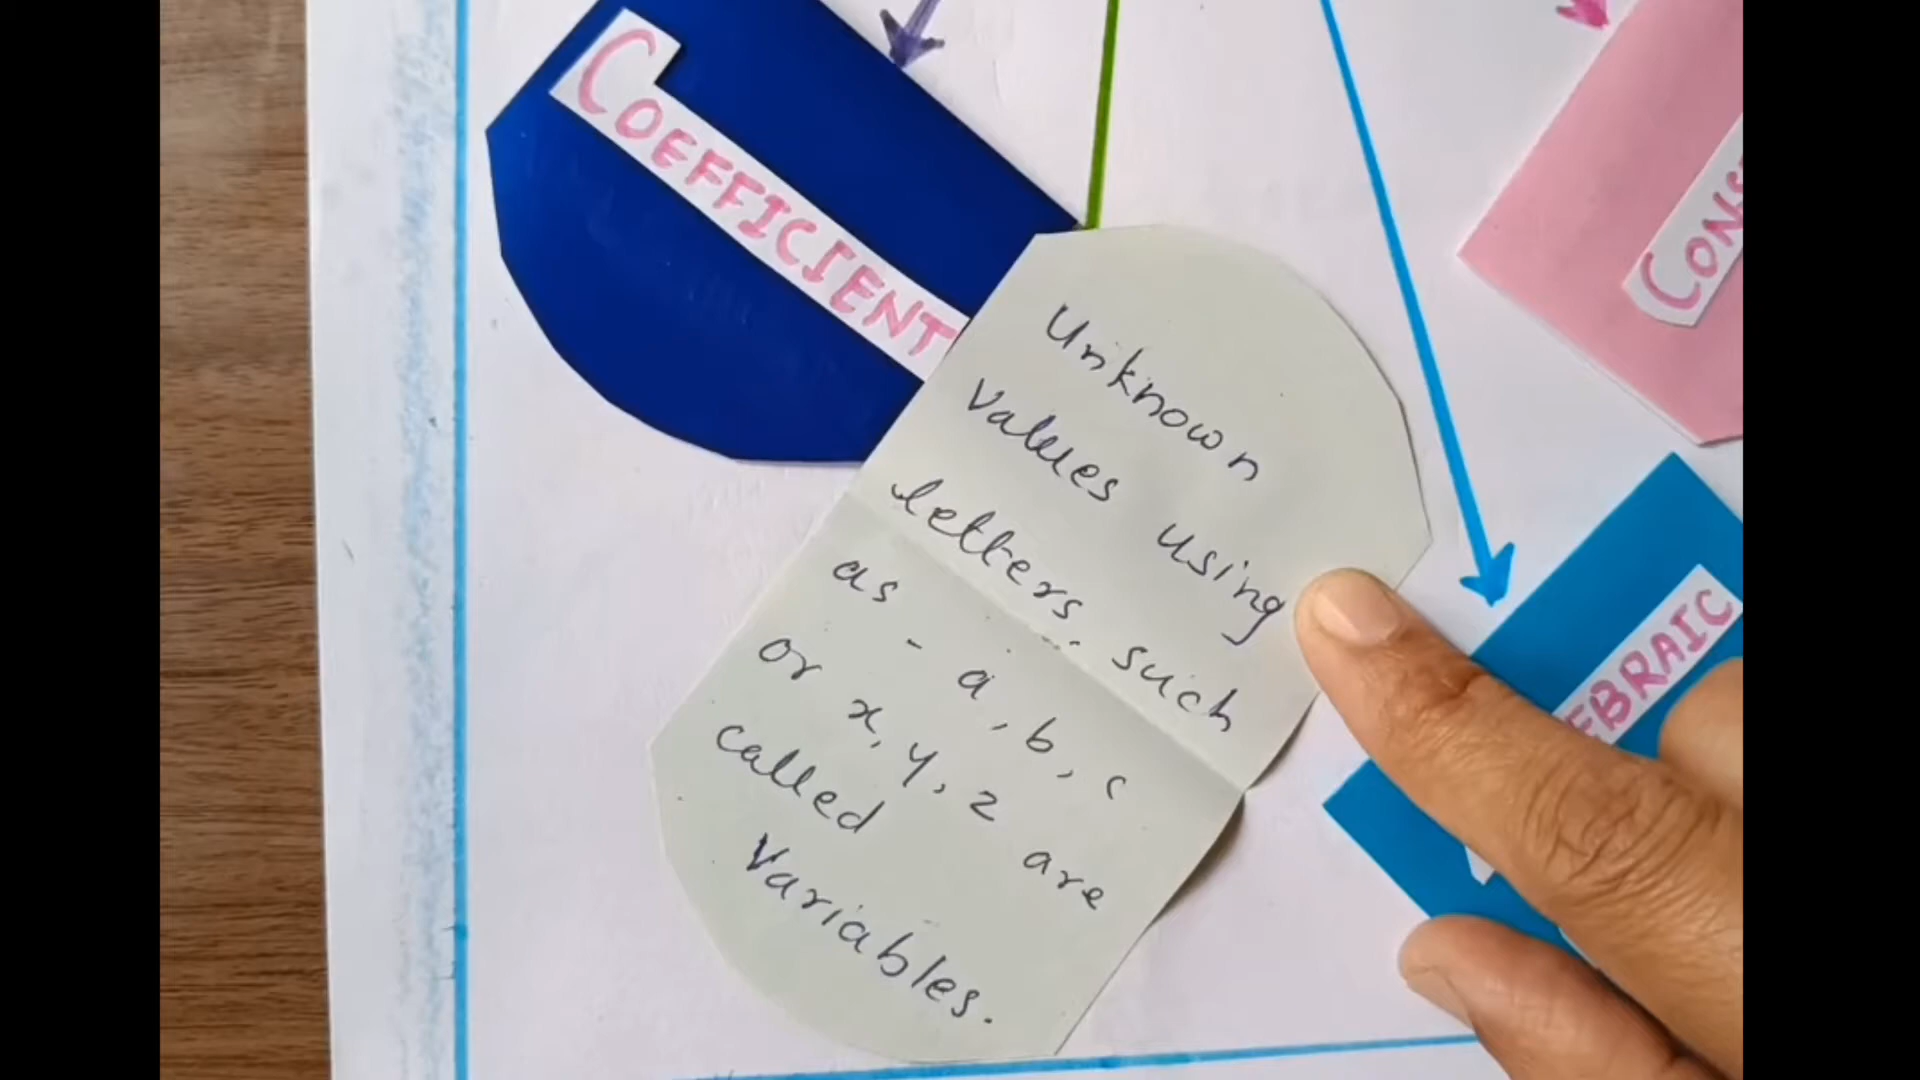 COEFFICIENT
Unknown
values using
letters such
as - a, b, c
or x, y, z are
called
Variables.
CONS
EBRAIC